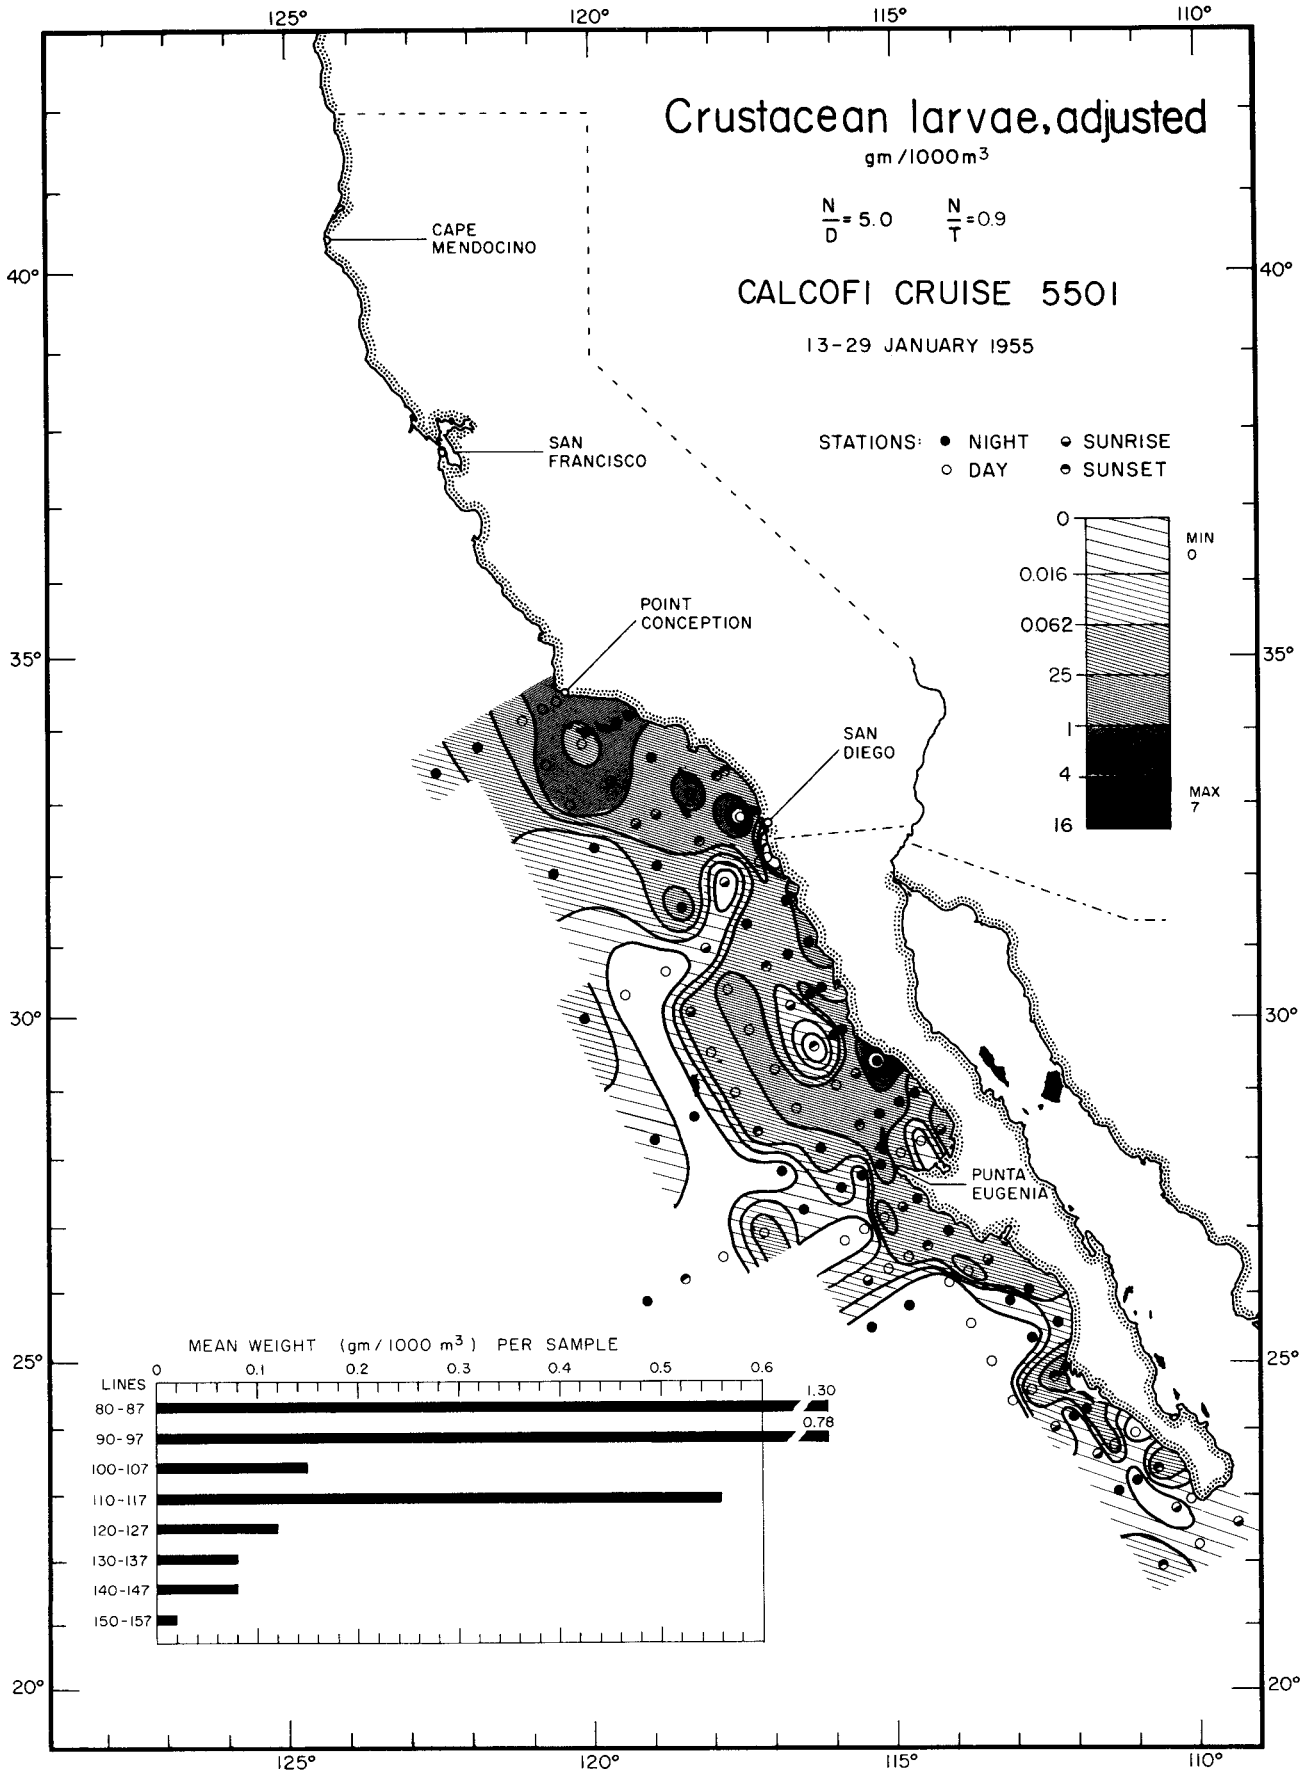 125° 120° 115° 110°
Crustacean larvae, adjusted
gm/1000m³
N/D = 5.0 N/T = 0.9
CALCOFI CRUISE 5501
13-29 JANUARY 1955
CAPE
MENDOCINO
40° 40°
SAN
FRANCISCO
STATIONS: ● NIGHT ◒ SUNRISE
○ DAY ◓ SUNSET
0
MIN
0
0.016
0.062
25
1
4
MAX
7
16
POINT
CONCEPTION
35° 35°
SAN
DIEGO
30° 30°
PUNTA
EUGENIA
MEAN WEIGHT (gm/1000 m³) PER SAMPLE
25° 25°
0 0.1 0.2 0.3 0.4 0.5 0.6
LINES
80-87 1.30
90-97 0.78
100-107
110-117
120-127
130-137
140-147
150-157
20° 20°
125° 120° 115° 110°